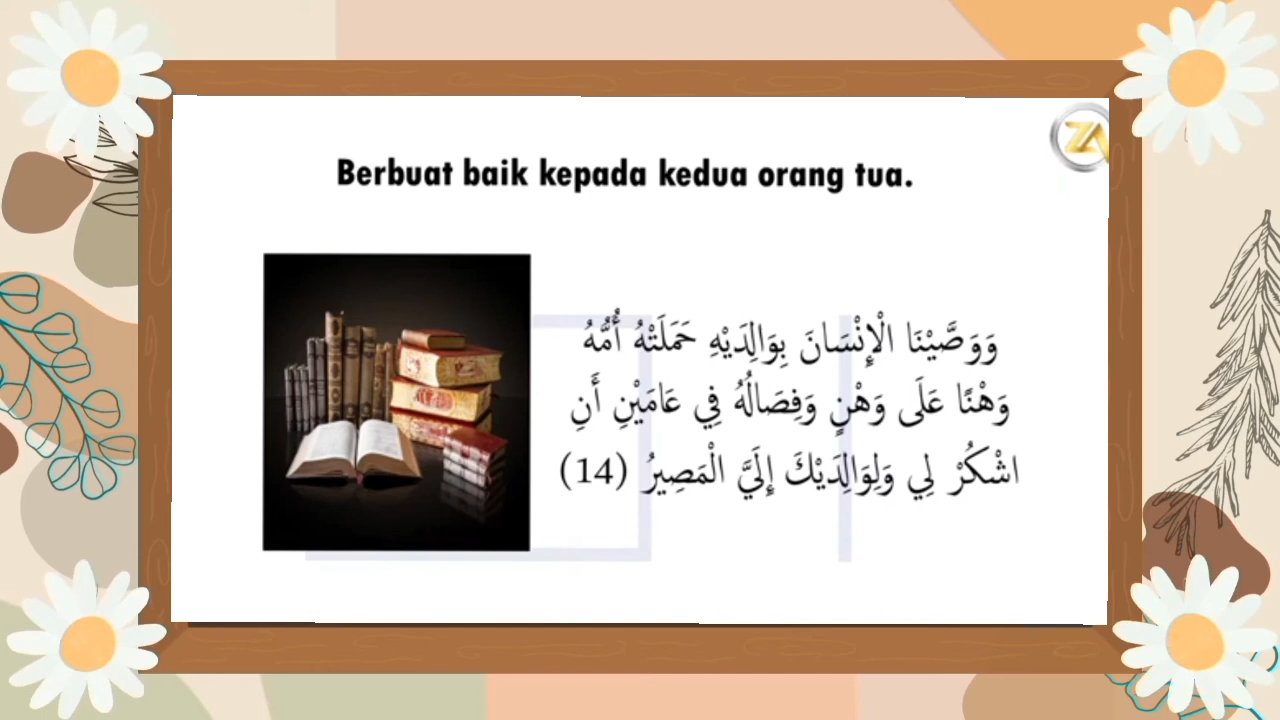 Berbuat baik kepada kedua orang tua.
وَوَصَّيْنَا الْإِنْسَانَ بِوَالِدَيْهِ حَمَلَتْهُ أُمُّهُ
وَهْنًا عَلَى وَهْنٍ وَفِصَالُهُ فِي عَامَيْنِ أَنِ
اشْكُرْ لِي وَلِوَالِدَيْكَ إِلَيَّ الْمَصِيرُ (14)